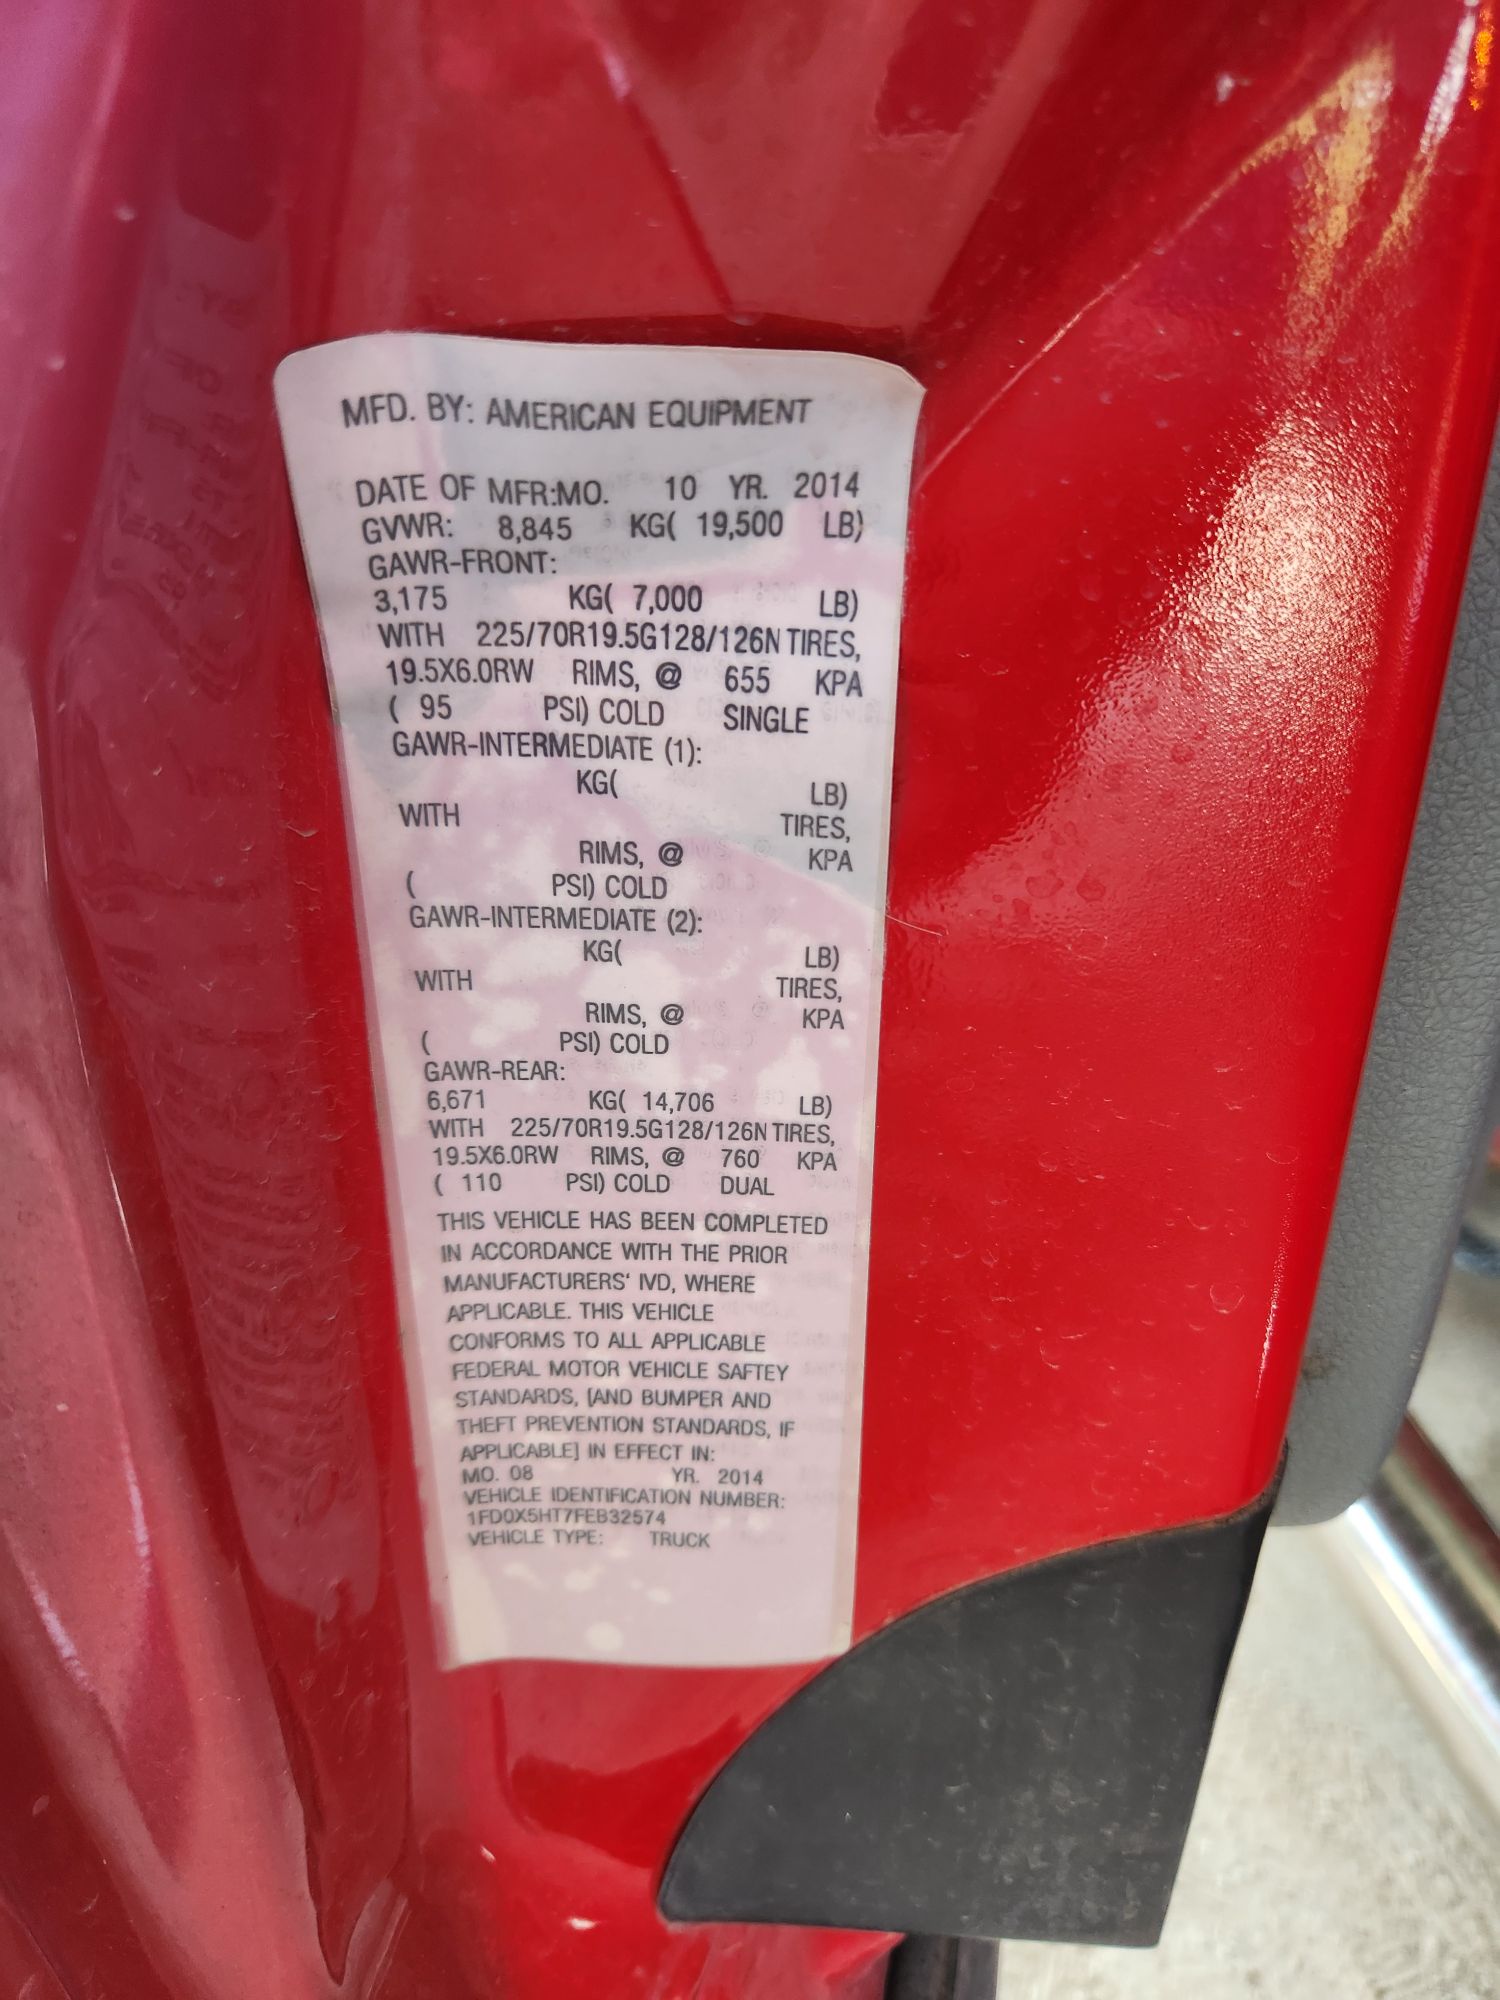 MFD. BY: AMERICAN EQUIPMENT
DATE OF MFR:MO. 10 YR. 2014
GVWR: 8,845 KG( 19,500 LB)
GAWR-FRONT:
3,175 KG( 7,000 LB)
WITH 225/70R19.5G128/126N TIRES,
19.5X6.0RW RIMS, @ 655 KPA
( 95 PSI) COLD SINGLE
GAWR-INTERMEDIATE (1):
KG( LB)
WITH TIRES,
RIMS, @ KPA
( PSI) COLD
GAWR-INTERMEDIATE (2):
KG( LB)
WITH TIRES,
RIMS, @ KPA
( PSI) COLD
GAWR-REAR:
6,671 KG( 14,706 LB)
WITH 225/70R19.5G128/126N TIRES,
19.5X6.0RW RIMS, @ 760 KPA
( 110 PSI) COLD DUAL
THIS VEHICLE HAS BEEN COMPLETED
IN ACCORDANCE WITH THE PRIOR
MANUFACTURERS' IVD, WHERE
APPLICABLE. THIS VEHICLE
CONFORMS TO ALL APPLICABLE
FEDERAL MOTOR VEHICLE SAFTEY
STANDARDS, [AND BUMPER AND
THEFT PREVENTION STANDARDS, IF
APPLICABLE] IN EFFECT IN:
MO. 08 YR. 2014
VEHICLE IDENTIFICATION NUMBER:
1FD0X5HT7FEB32574
VEHICLE TYPE: TRUCK